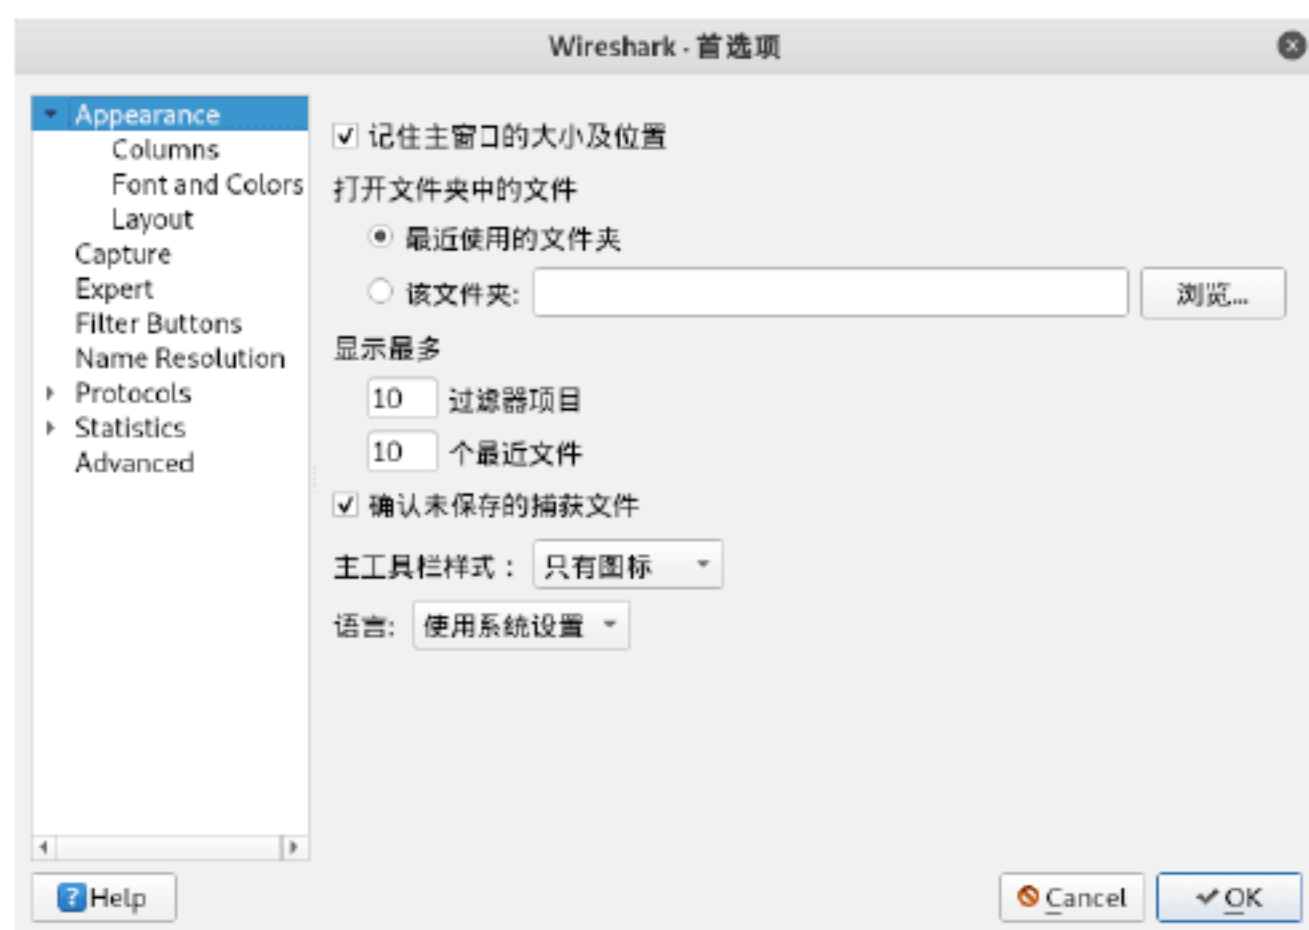 Wireshark · 首选项
Appearance
Columns
Font and Colors
Layout
Capture
Expert
Filter Buttons
Name Resolution
Protocols
Statistics
Advanced
记住主窗口的大小及位置
打开文件夹中的文件
最近使用的文件夹
该文件夹: 浏览...
显示最多
10 过滤器项目
10 个最近文件
确认未保存的捕获文件
主工具栏样式： 只有图标
语言: 使用系统设置
Help
Cancel
OK